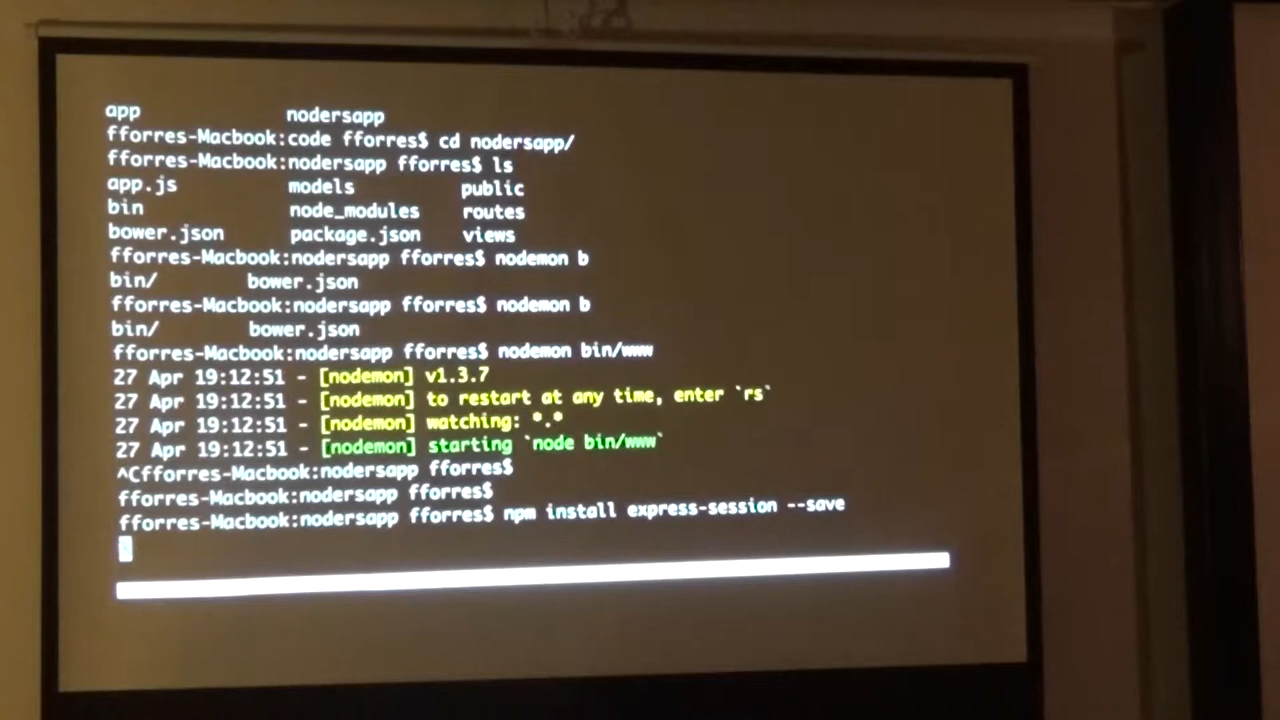 app nodersapp
fforres-Macbook:code fforres$ cd nodersapp/
fforres-Macbook:nodersapp fforres$ ls
app.js models public
bin node_modules routes
bower.json package.json views
fforres-Macbook:nodersapp fforres$ nodemon b
bin/ bower.json
fforres-Macbook:nodersapp fforres$ nodemon b
bin/ bower.json
fforres-Macbook:nodersapp fforres$ nodemon bin/www
27 Apr 19:12:51 - [nodemon] v1.3.7
27 Apr 19:12:51 - [nodemon] to restart at any time, enter `rs`
27 Apr 19:12:51 - [nodemon] watching: *.*
27 Apr 19:12:51 - [nodemon] starting `node bin/www`
^Cfforres-Macbook:nodersapp fforres$
fforres-Macbook:nodersapp fforres$
fforres-Macbook:nodersapp fforres$ npm install express-session --save